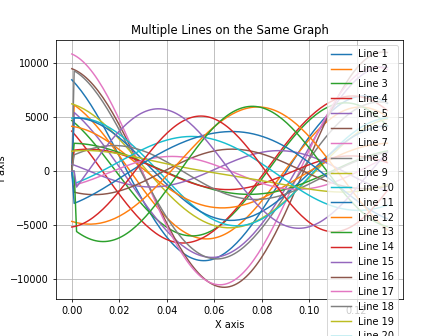 Multiple Lines on the Same Graph
10000
5000
0
−5000
−10000
axis
0.00
0.02
0.04
0.06
0.08
0.10
X axis
Line 1
Line 2
Line 3
Line 4
Line 5
Line 6
Line 7
Line 8
Line 9
Line 10
Line 11
Line 12
Line 13
Line 14
Line 15
Line 16
Line 17
Line 18
Line 19
Line 20